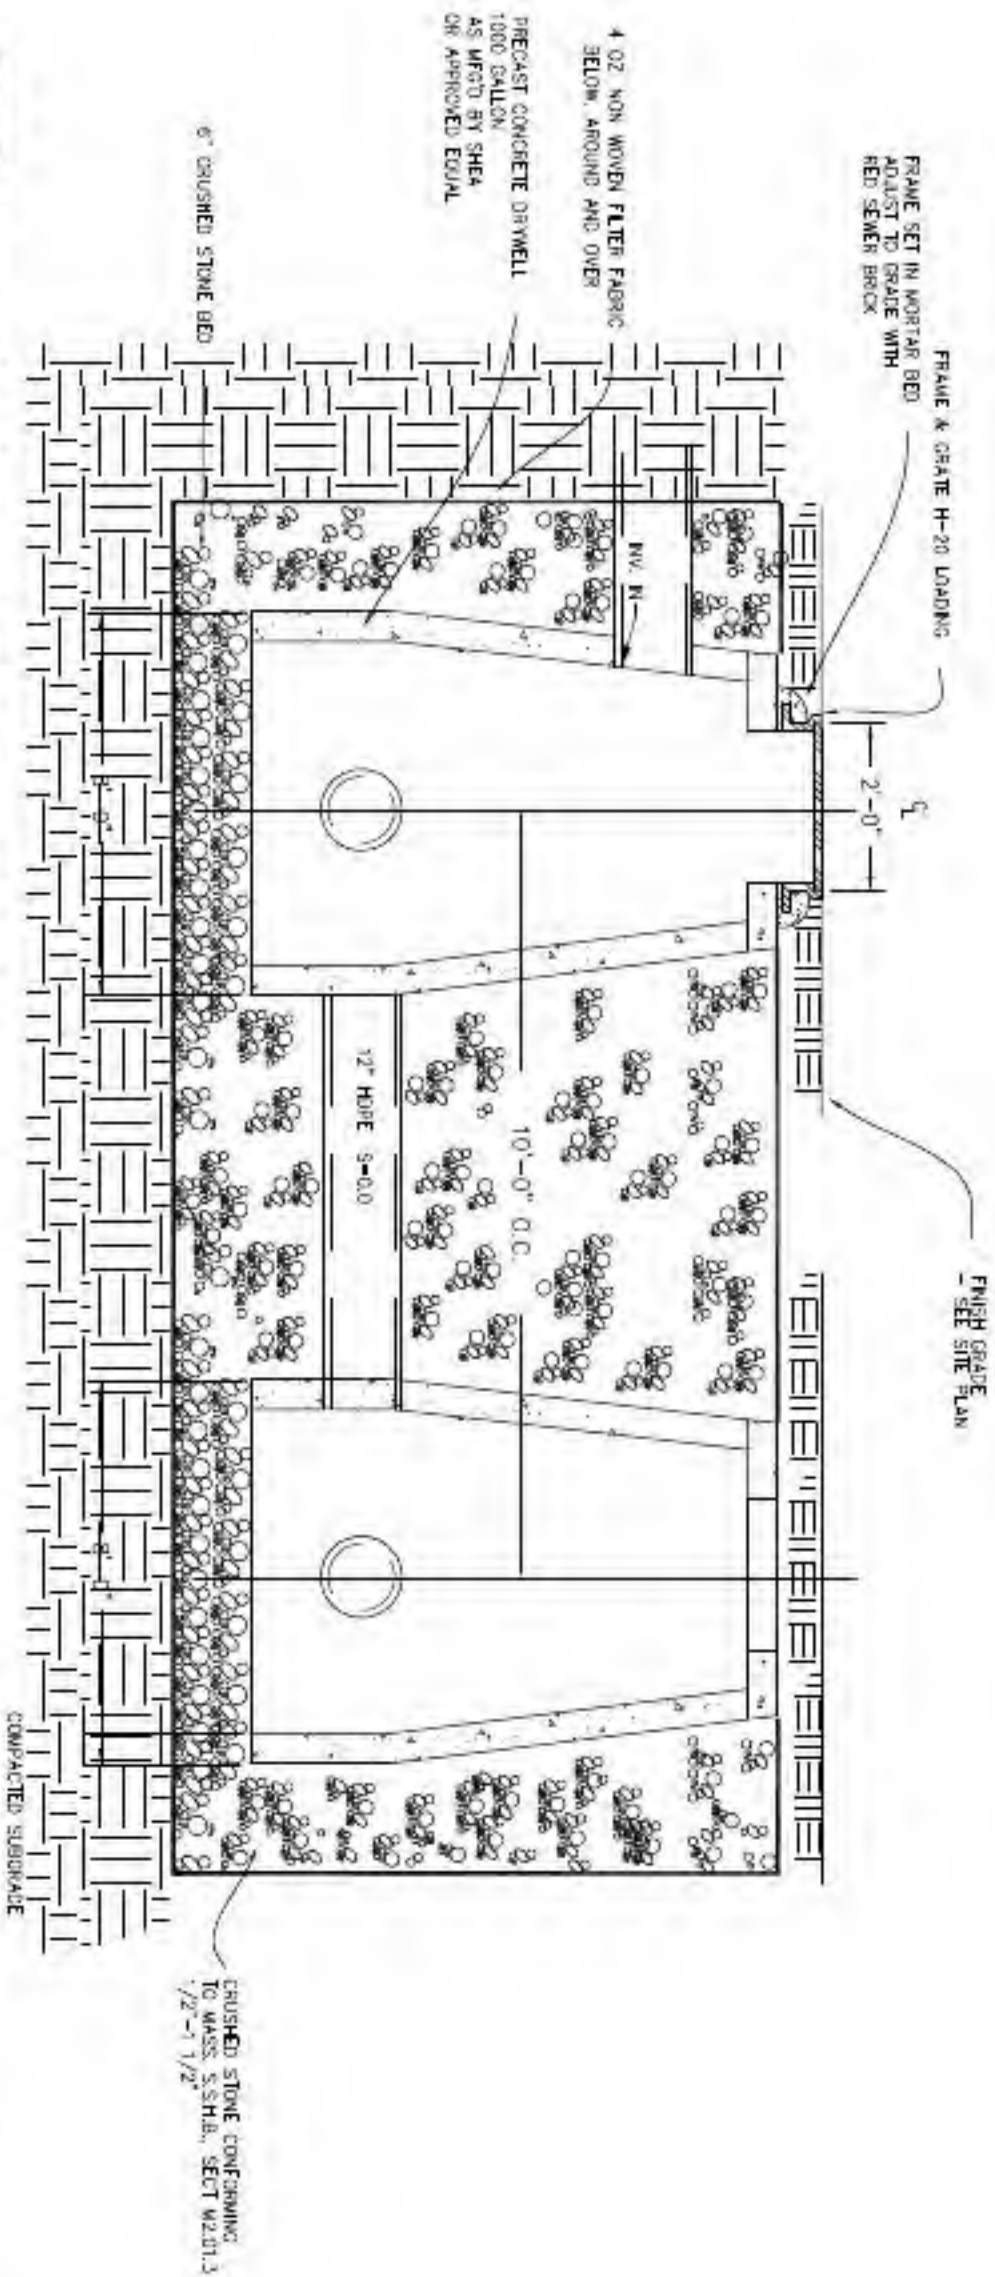 FRAME & GRATE H-20 LOADING
FRAME SET IN MORTAR BED
ADJUST TO GRADE WITH
RED SEWER BRICK
4 OZ. NON WOVEN FILTER FABRIC
BELOW, AROUND AND OVER
PRECAST CONCRETE DRYWELL
1000 GALLON
AS MFG'D BY SHEA
OR APPROVED EQUAL
6" CRUSHED STONE BED
℄
2'-0"
FINISH GRADE
- SEE SITE PLAN
INV. IN
10'-0" O.C.
12" HDPE S=0.0
COMPACTED SUBGRADE
CRUSHED STONE CONFORMING
TO MASS. S.S.H.B., SECT M2.01.3
1/2"-1 1/2"